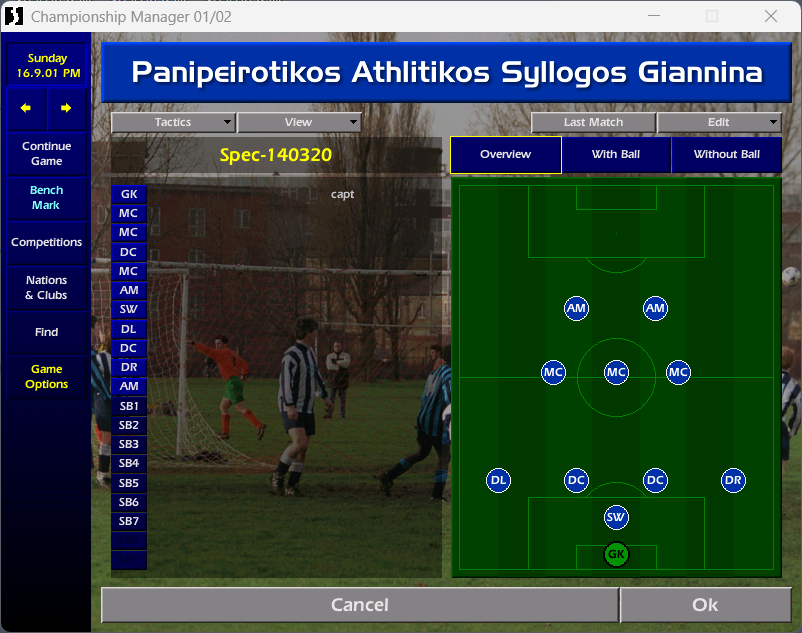 Championship Manager 01/02
Sunday
16.9.01 PM
Continue
Game
Bench
Mark
Competitions
Nations
& Clubs
Find
Game
Options
Panipeirotikos Athlitikos Syllogos Giannina
Tactics
View
Last Match
Edit
Spec-140320
Overview
With Ball
Without Ball
GK capt
MC
MC
DC
MC
AM
SW
DL
DC
DR
AM
SB1
SB2
SB3
SB4
SB5
SB6
SB7
AM AM
MC MC MC
DL DC DC DR
SW
GK
Cancel
Ok